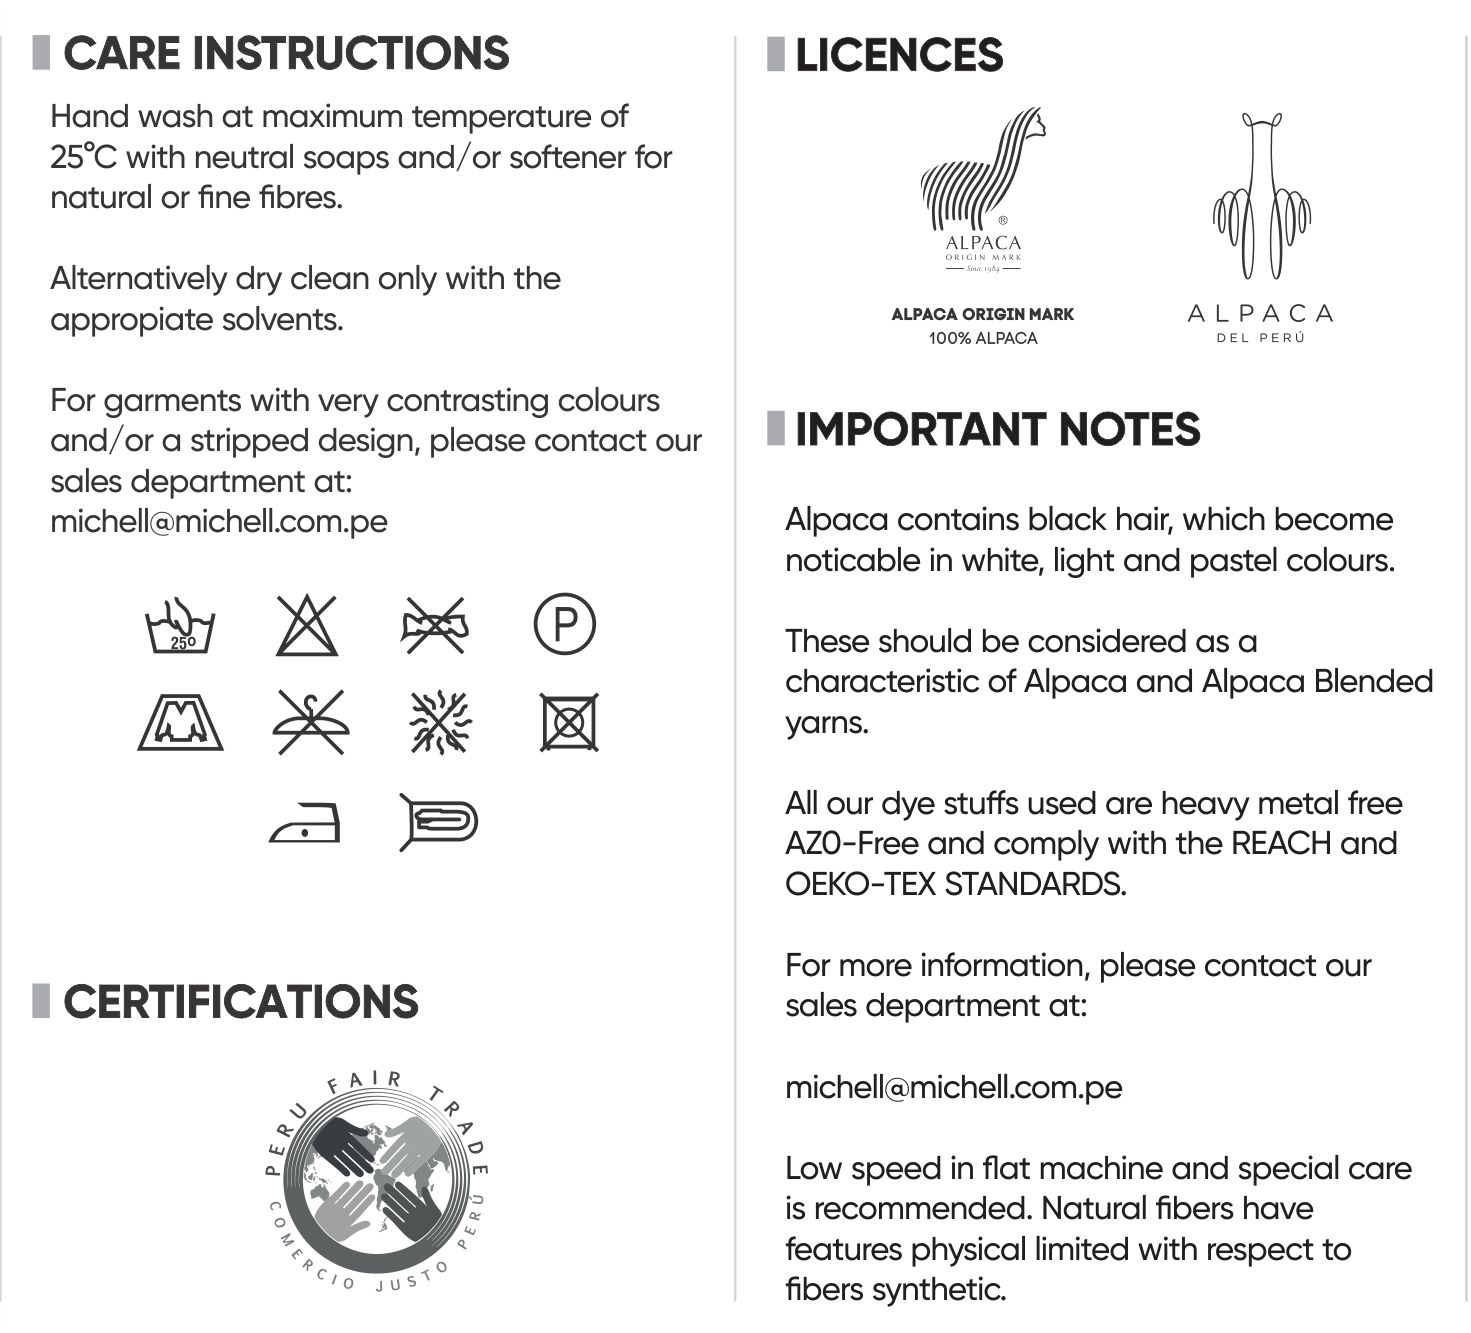 CARE INSTRUCTIONS
Hand wash at maximum temperature of
25°C with neutral soaps and/or softener for
natural or fine fibres.
Alternatively dry clean only with the
appropiate solvents.
For garments with very contrasting colours
and/or a stripped design, please contact our
sales department at:
michell@michell.com.pe
25º
P
CERTIFICATIONS
PERU FAIR TRADE
COMERCIO JUSTO PERÚ
LICENCES
®
ALPACA
ORIGIN MARK
Since 1984
ALPACA ORIGIN MARK
100% ALPACA
ALPACA
DEL PERÚ
IMPORTANT NOTES
Alpaca contains black hair, which become
noticable in white, light and pastel colours.
These should be considered as a
characteristic of Alpaca and Alpaca Blended
yarns.
All our dye stuffs used are heavy metal free
AZ0-Free and comply with the REACH and
OEKO-TEX STANDARDS.
For more information, please contact our
sales department at:
michell@michell.com.pe
Low speed in flat machine and special care
is recommended. Natural fibers have
features physical limited with respect to
fibers synthetic.